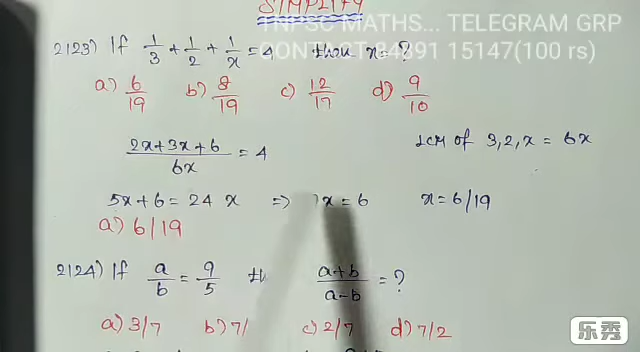 SIMPLIFY
TNPSC MATHS... TELEGRAM GRP
2123) If 1/3 + 1/2 + 1/x = 4 then x = ?
CONTACT 84891 15147(100 rs)
a) 6/19 b) 8/19 c) 12/17 d) 9/10
(2x+3x+6)/6x = 4 LCM of 3,2,x = 6x
5x+6 = 24 x => x = 6 x = 6/19
a) 6/19
2124) If a/b = 9/5 (a+b)/(a-b) = ?
a) 3/7 b) 7/ c) 2/7 d) 7/2
乐秀